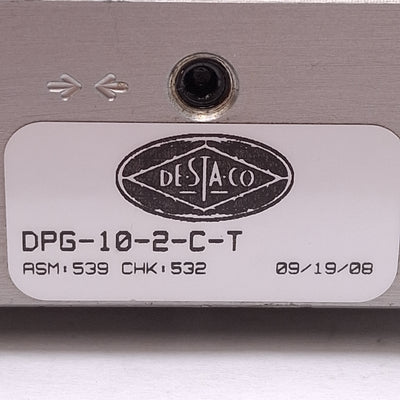 DE-STA-CO
DPG-10-2-C-T
ASM:539 CHK:532 09/19/08